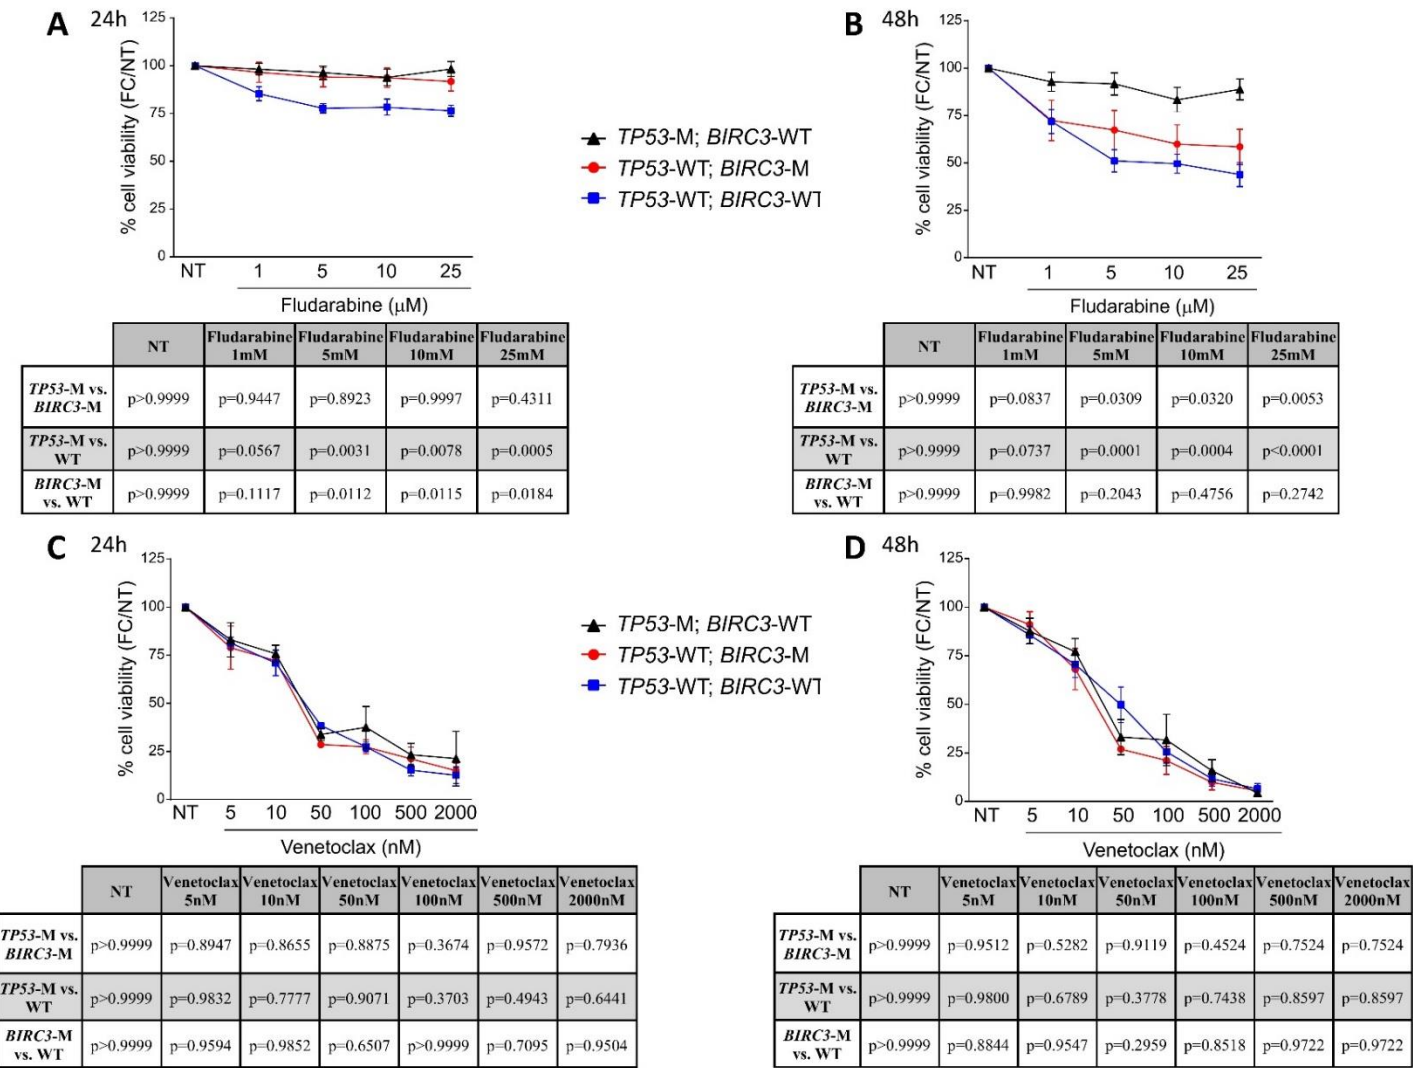 A 24h
125
100
75
50
25
0
% cell viability (FC/NT)
NT 1 5 10 25
Fludarabine (μM)
TP53-M; BIRC3-WT
TP53-WT; BIRC3-M
TP53-WT; BIRC3-WT
B 48h
125
100
75
50
25
0
% cell viability (FC/NT)
NT 1 5 10 25
Fludarabine (μM)
NT Fludarabine 1mM Fludarabine 5mM Fludarabine 10mM Fludarabine 25mM
TP53-M vs. BIRC3-M p>0.9999 p=0.9447 p=0.8923 p=0.9997 p=0.4311
TP53-M vs. WT p>0.9999 p=0.0567 p=0.0031 p=0.0078 p=0.0005
BIRC3-M vs. WT p>0.9999 p=0.1117 p=0.0112 p=0.0115 p=0.0184
NT Fludarabine 1mM Fludarabine 5mM Fludarabine 10mM Fludarabine 25mM
TP53-M vs. BIRC3-M p>0.9999 p=0.0837 p=0.0309 p=0.0320 p=0.0053
TP53-M vs. WT p>0.9999 p=0.0737 p=0.0001 p=0.0004 p<0.0001
BIRC3-M vs. WT p>0.9999 p=0.9982 p=0.2043 p=0.4756 p=0.2742
C 24h
125
100
75
50
25
0
% cell viability (FC/NT)
NT 5 10 50 100 500 2000
Venetoclax (nM)
TP53-M; BIRC3-WT
TP53-WT; BIRC3-M
TP53-WT; BIRC3-WT
D 48h
125
100
75
50
25
0
% cell viability (FC/NT)
NT 5 10 50 100 500 2000
Venetoclax (nM)
NT Venetoclax 5nM Venetoclax 10nM Venetoclax 50nM Venetoclax 100nM Venetoclax 500nM Venetoclax 2000nM
TP53-M vs. BIRC3-M p>0.9999 p=0.8947 p=0.8655 p=0.8875 p=0.3674 p=0.9572 p=0.7936
TP53-M vs. WT p>0.9999 p=0.9832 p=0.7777 p=0.9071 p=0.3703 p=0.4943 p=0.6441
BIRC3-M vs. WT p>0.9999 p=0.9594 p=0.9852 p=0.6507 p>0.9999 p=0.7095 p=0.9504
NT Venetoclax 5nM Venetoclax 10nM Venetoclax 50nM Venetoclax 100nM Venetoclax 500nM Venetoclax 2000nM
TP53-M vs. BIRC3-M p>0.9999 p=0.9512 p=0.5282 p=0.9119 p=0.4524 p=0.7524 p=0.7524
TP53-M vs. WT p>0.9999 p=0.9800 p=0.6789 p=0.3778 p=0.7438 p=0.8597 p=0.8597
BIRC3-M vs. WT p>0.9999 p=0.8844 p=0.9547 p=0.2959 p=0.8518 p=0.9722 p=0.9722